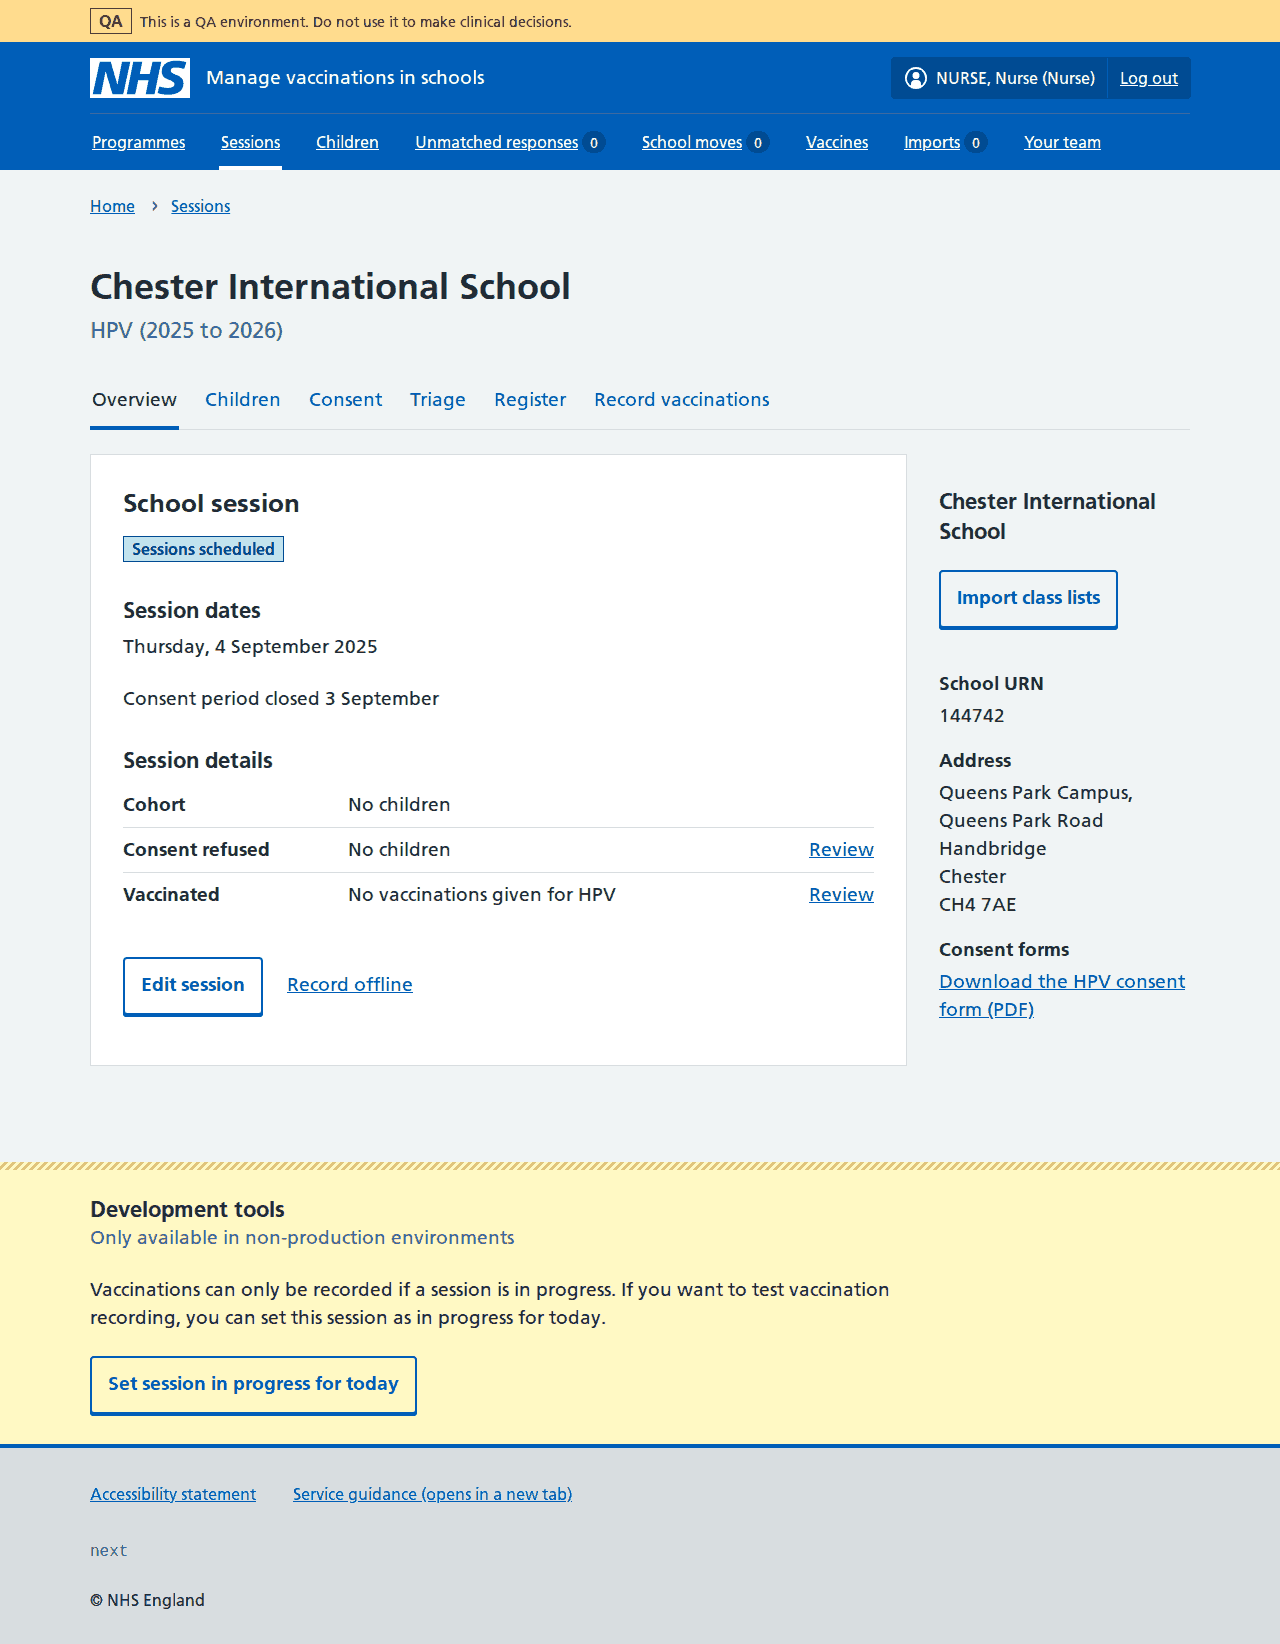 QA This is a QA environment. Do not use it to make clinical decisions.
NHS Manage vaccinations in schools NURSE, Nurse (Nurse) Log out
Programmes Sessions Children Unmatched responses 0 School moves 0 Vaccines Imports 0 Your team
Home › Sessions
Chester International School
HPV (2025 to 2026)
Overview Children Consent Triage Register Record vaccinations
School session
Sessions scheduled
Session dates
Thursday, 4 September 2025
Consent period closed 3 September
Session details
Cohort No children
Consent refused No children Review
Vaccinated No vaccinations given for HPV Review
Edit session Record offline
Chester International
School
Import class lists
School URN
144742
Address
Queens Park Campus,
Queens Park Road
Handbridge
Chester
CH4 7AE
Consent forms
Download the HPV consent
form (PDF)
Development tools
Only available in non-production environments
Vaccinations can only be recorded if a session is in progress. If you want to test vaccination
recording, you can set this session as in progress for today.
Set session in progress for today
Accessibility statement Service guidance (opens in a new tab)
next
© NHS England